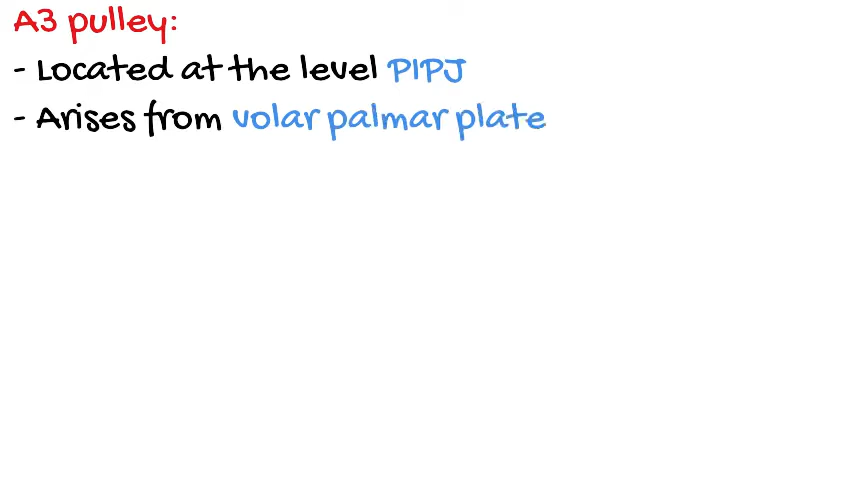 A3 pulley:
- Located at the level PIPJ
- Arises from volar palmar plate